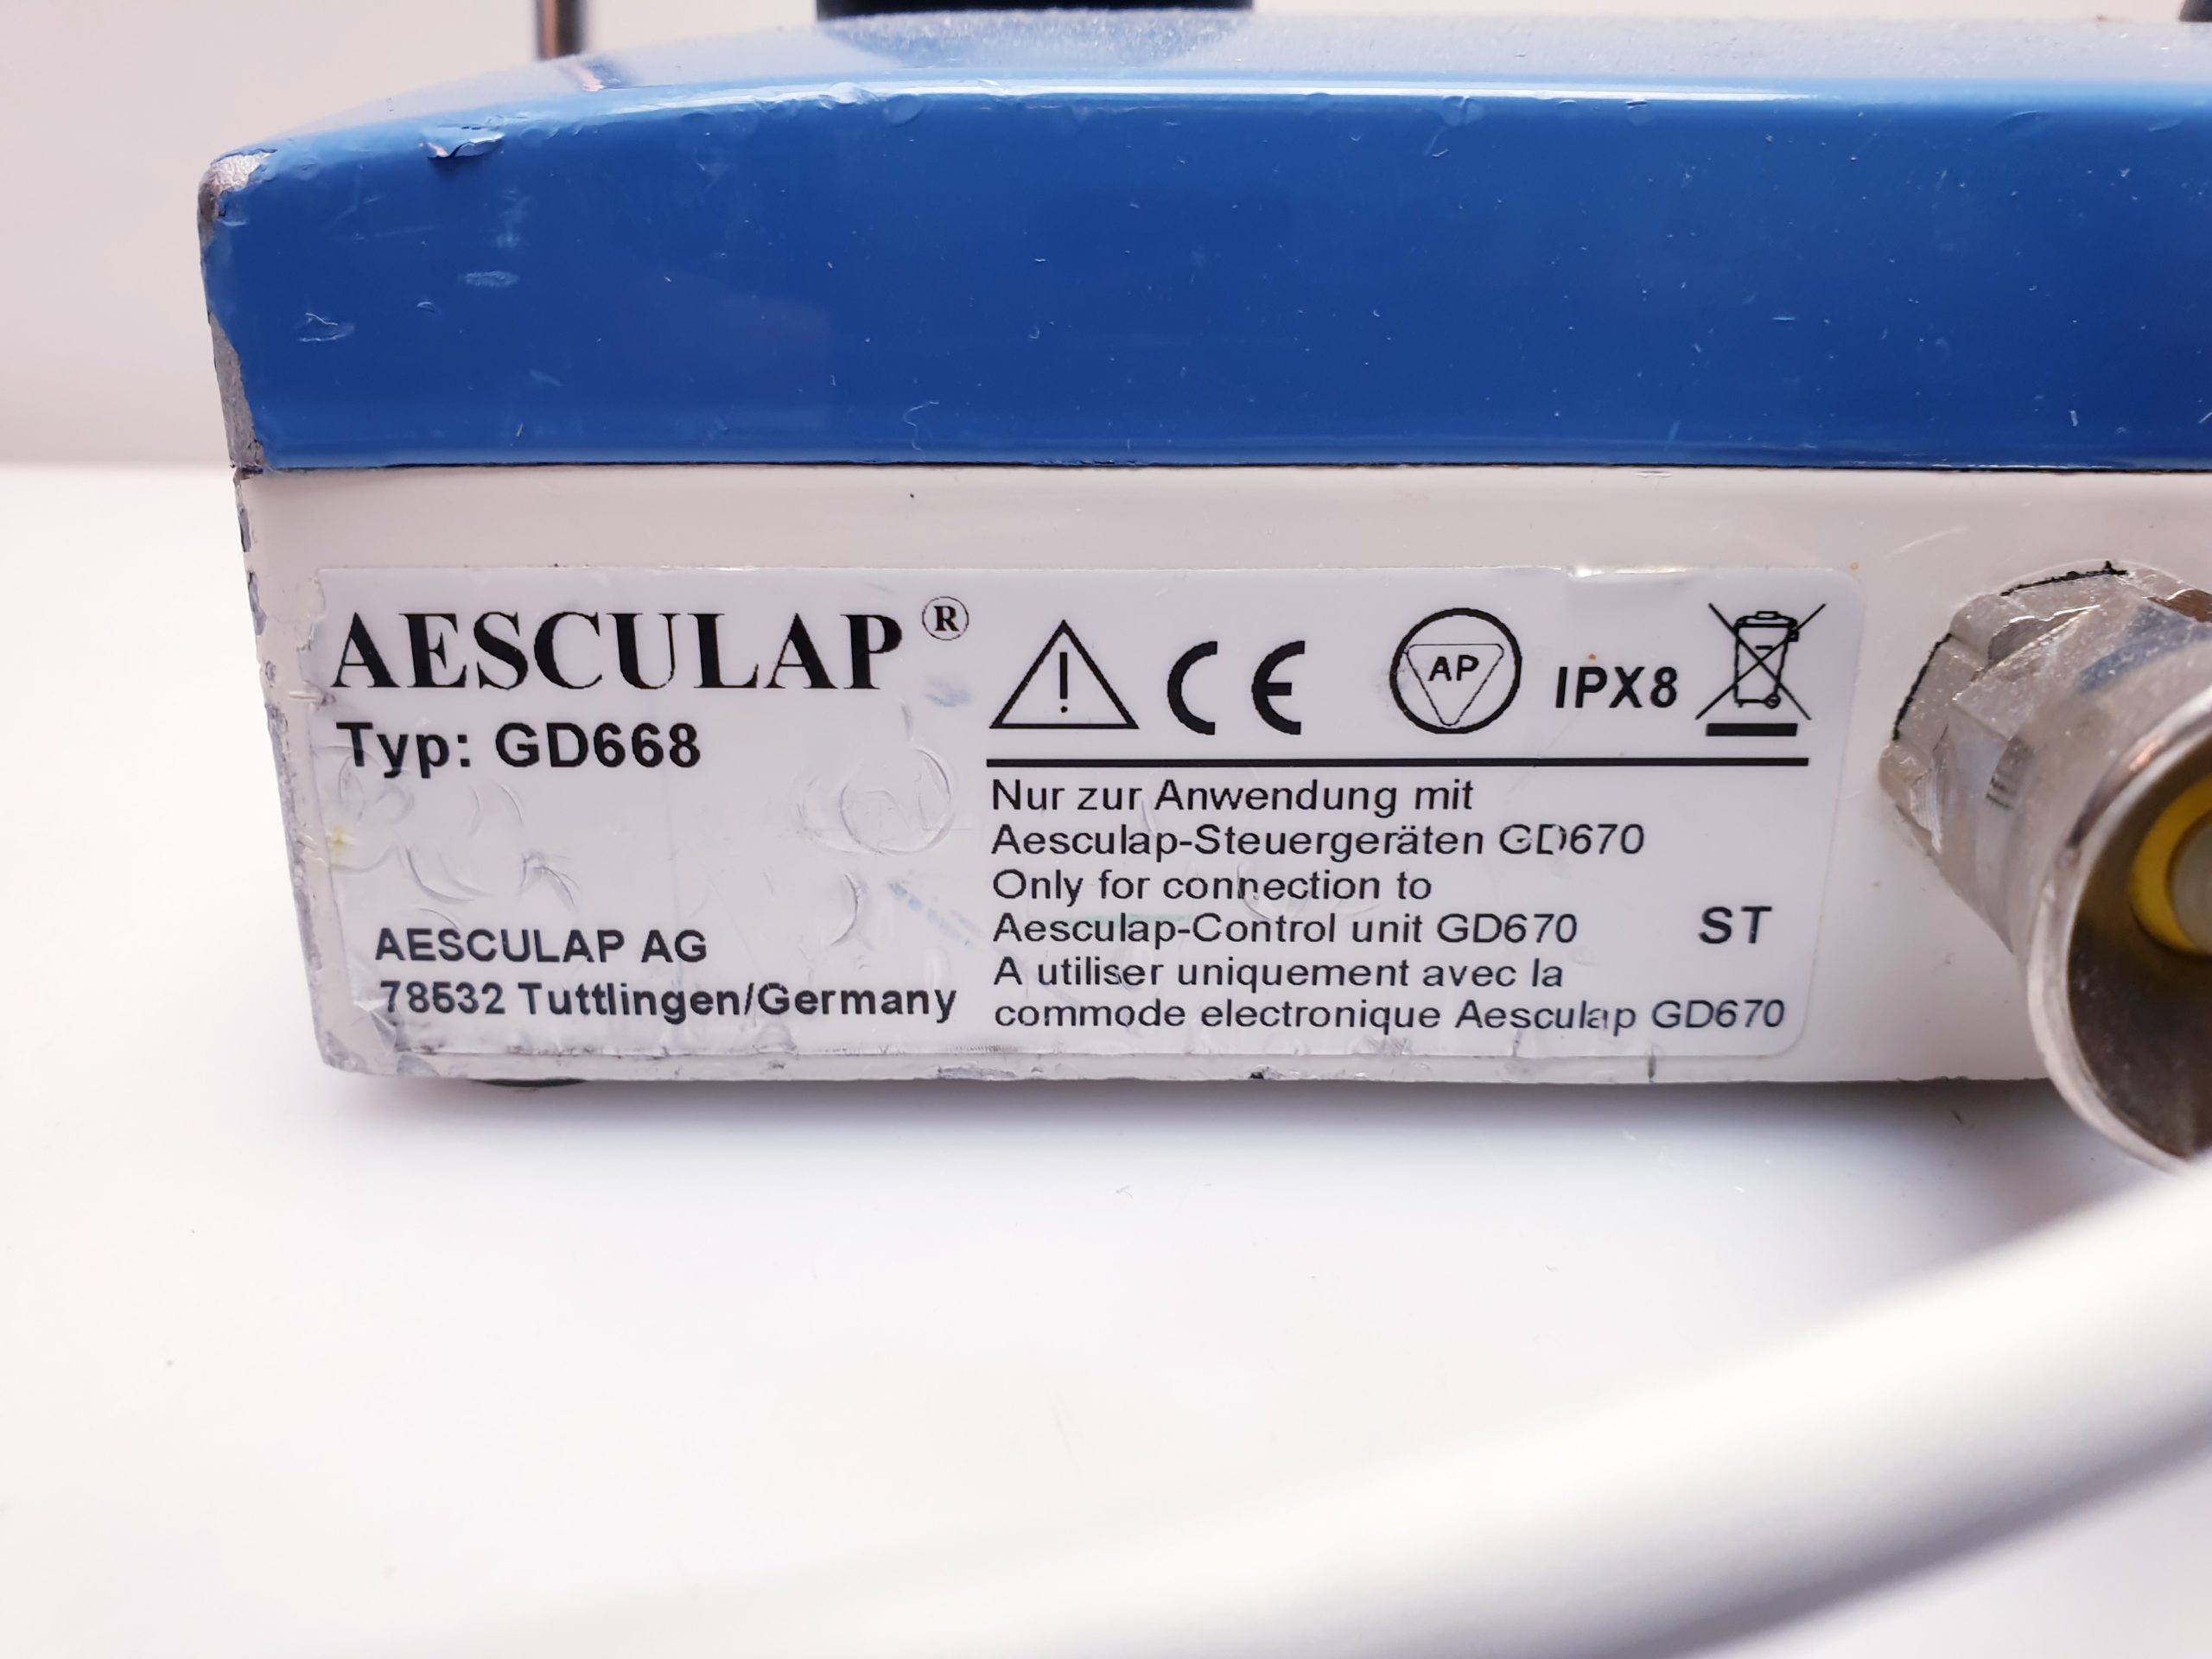 AESCULAP®
Typ: GD668
AESCULAP AG
78532 Tuttlingen/Germany
CE
AP
IPX8
Nur zur Anwendung mit
Aesculap-Steuergeräten GD670
Only for connection to
Aesculap-Control unit GD670
ST
A utiliser uniquement avec la
commode electronique Aesculap GD670